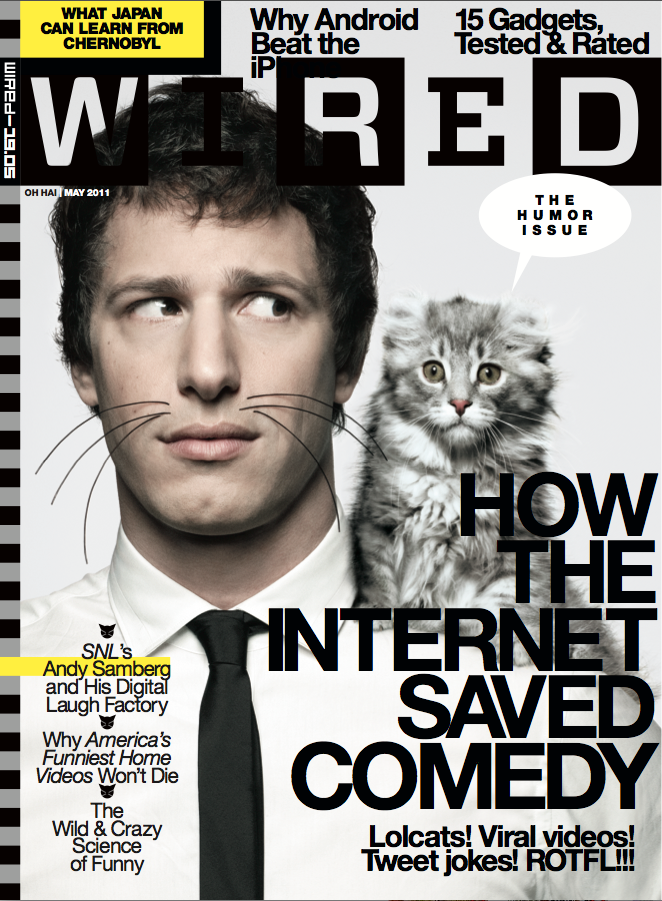 WHAT JAPAN
CAN LEARN FROM
CHERNOBYL
Why Android
Beat the
iPhone
15 Gadgets,
Tested & Rated
WIRED
WIRED—19.05
OH HAI | MAY 2011
THE
HUMOR
ISSUE
HOW
THE
INTERNET
SAVED
COMEDY
Lolcats! Viral videos!
Tweet jokes! ROTFL!!!
SNL's
Andy Samberg
and His Digital
Laugh Factory
Why America's
Funniest Home
Videos Won't Die
The
Wild & Crazy
Science
of Funny